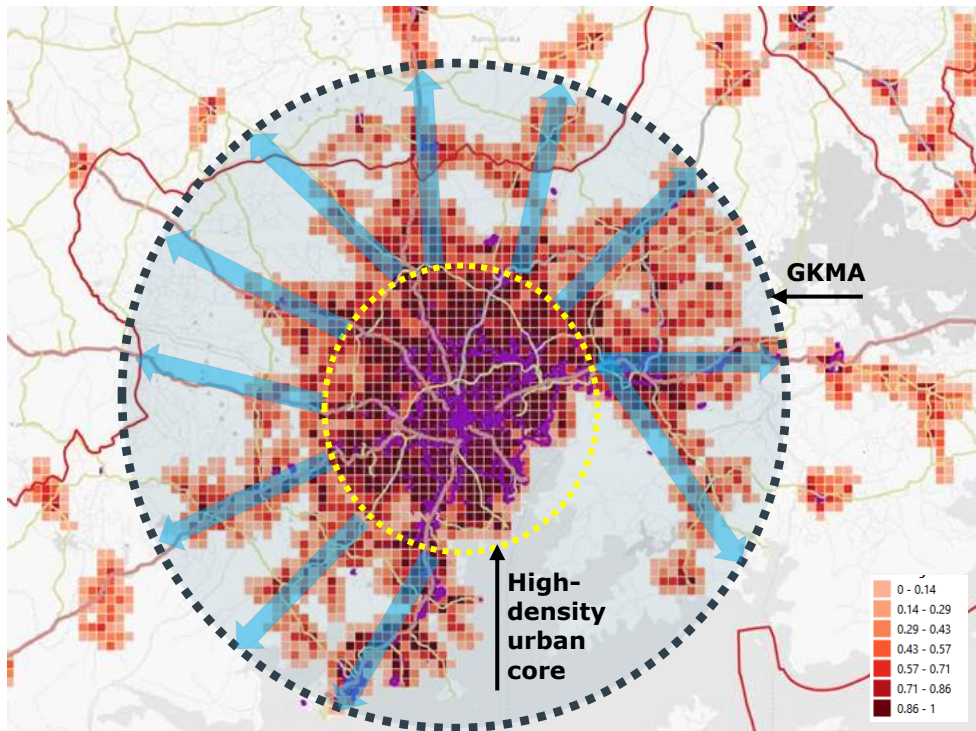 GKMA
High-
density
urban
core
0 - 0.14
0.14 - 0.29
0.29 - 0.43
0.43 - 0.57
0.57 - 0.71
0.71 - 0.86
0.86 - 1